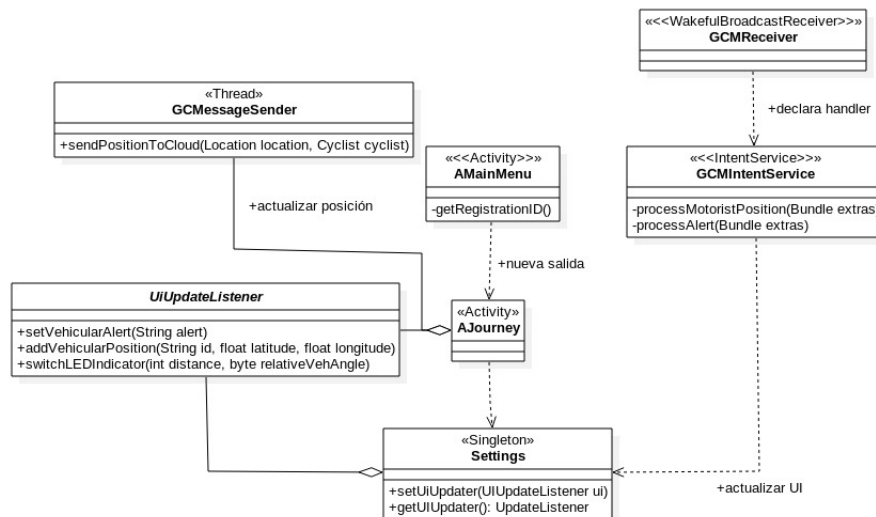 <<<WakefulBroadcastReceiver>>>
GCMReceiver
«Thread»
GCMessageSender
+sendPositionToCloud(Location location, Cyclist cyclist)
+declara handler
<<<Activity>>>
AMainMenu
-getRegistrationID()
<<<IntentService>>>
GCMIntentService
-processMotoristPosition(Bundle extras)
-processAlert(Bundle extras)
+actualizar posición
+nueva salida
UiUpdateListener
+setVehicularAlert(String alert)
+addVehicularPosition(String id, float latitude, float longitude)
+switchLEDIndicator(int distance, byte relativeVehAngle)
«Activity»
AJourney
«Singleton»
Settings
+setUiUpdater(UIUpdateListener ui)
+getUIUpdater(): UpdateListener
+actualizar UI